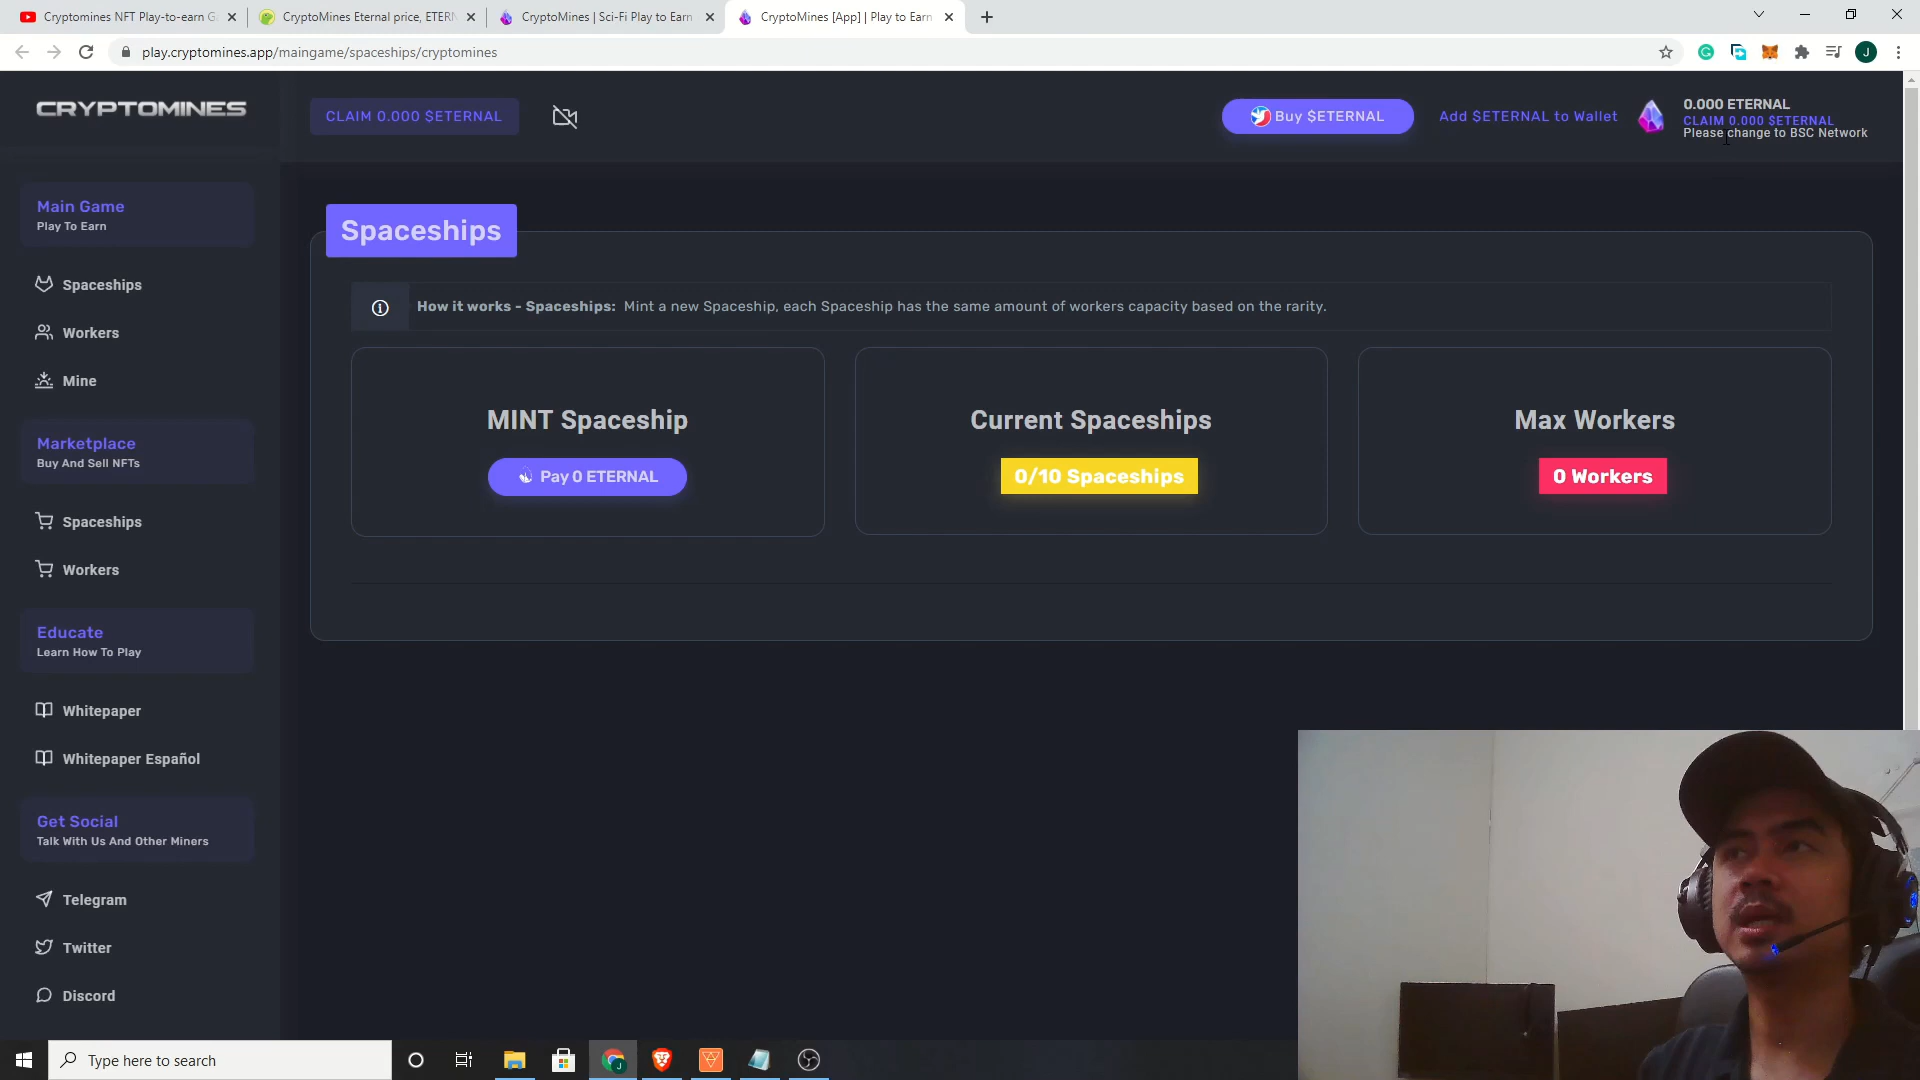 Cryptomines NFT Play-to-earn G
CryptoMines Eternal price, ETERN
CryptoMines | Sci-Fi Play to Earn
CryptoMines [App] | Play to Earn
play.cryptomines.app/maingame/spaceships/cryptomines
J
CRYPTOMINES
CLAIM 0.000 $ETERNAL
Buy $ETERNAL
Add $ETERNAL to Wallet
0.000 ETERNAL
CLAIM 0.000 $ETERNAL
Please change to BSC Network
Main Game
Play To Earn
Spaceships
Workers
Mine
Marketplace
Buy And Sell NFTs
Spaceships
Workers
Educate
Learn How To Play
Whitepaper
Whitepaper Español
Get Social
Talk With Us And Other Miners
Telegram
Twitter
Discord
Spaceships
How it works - Spaceships: Mint a new Spaceship, each Spaceship has the same amount of workers capacity based on the rarity.
MINT Spaceship
Pay 0 ETERNAL
Current Spaceships
0/10 Spaceships
Max Workers
0 Workers
Type here to search